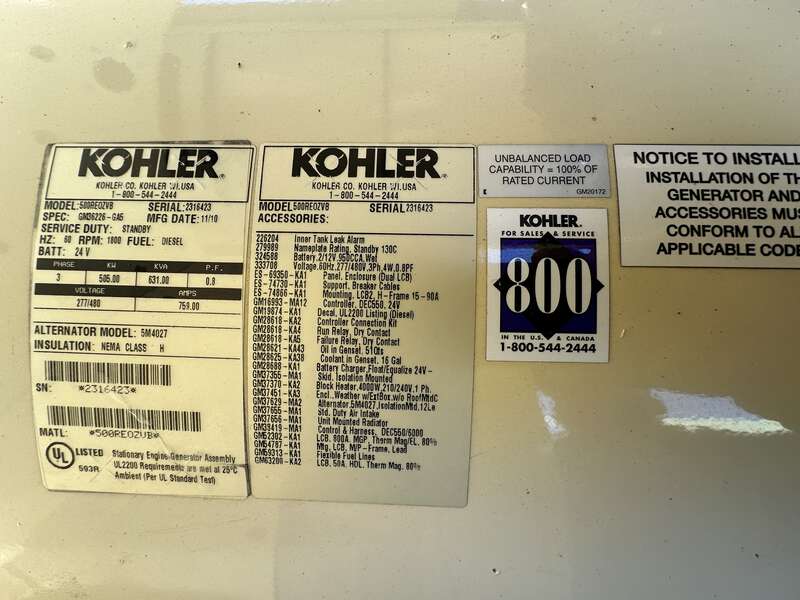 KOHLER®
KOHLER CO. KOHLER WI. USA
1-800-544-2444
MODEL: 500REOZVB SERIAL: 2316423
SPEC: GM36226-GA5 MFG DATE: 11/10
SERVICE DUTY: STANDBY
HZ: 60 RPM: 1800 FUEL: DIESEL
BATT: 24 V
PHASE KW KVA P.F.
3 505.00 631.00 0.8
VOLTAGE AMPS
277/480 759.00
ALTERNATOR MODEL: 5M4027
INSULATION: NEMA CLASS H
SN: *2316423*
MATL: *500REOZVB*
UL LISTED
593A
Stationary Engine Generator Assembly
UL2200 Requirements are met at 25°C
Ambient (Per UL Standard Test)
KOHLER®
KOHLER CO. KOHLER WI. USA
1-800-544-2444
MODEL 500REOZVB SERIAL: 2316423
ACCESSORIES:
226204 Inner Tank Leak Alarm
279989 Nameplate Rating, Standby 130C
324588 Battery, 2/12V, 950CCA, Wet
333708 Voltage, 60Hz, 277/480V, 3Ph, 4W, 0.8PF
ES-69350-KA1 Panel, Enclosure (Dual LCB)
ES-74730-KA1 Support, Breaker Cables
ES-74866-KA1 Mounting, LCB2, H-Frame 15-90A
GM16993-MA12 Controller, DEC550, 24V
GM19874-KA1 Decal, UL2200 Listing (Diesel)
GM28618-KA2 Controller Connection Kit
GM28618-KA4 Run Relay, Dry Contact
GM28618-KA5 Failure Relay, Dry Contact
GM28621-KA43 Oil in Genset, 51Qts
GM28625-KA38 Coolant in Genset, 16 Gal
GM28688-KA1 Battery Charger, Float/Equalize 24V-
GM37355-MA1 Skid, Isolation Mounted
GM37370-KA2 Block Heater, 4000W, 210/240V, 1 Ph.
GM37451-KA3 Encl., Weather w/ExtBox, w/o RoofMtdC
GM37629-MA2 Alternator, 5M4027, IsolationMtd, 12Le
GM37655-MA1 Std. Duty Air Intake
GM37656-MA1 Unit Mounted Radiator
GM39419-MA1 Control & Harness, DEC550/6000
GM52302-KA1 LCB, 800A, MGP, Therm Mag/EL, 80%
GM54787-KA1 Mtg, LCB, M/P-Frame, Lead
GM59313-KA1 Flexible Fuel Lines
GM63200-KA2 LCB, 50A, HDL, Therm Mag, 80%
UNBALANCED LOAD
CAPABILITY = 100% OF
RATED CURRENT
GM20172
KOHLER®
FOR SALES & SERVICE
800
IN THE U.S. & CANADA
1-800-544-2444
NOTICE TO INSTALL
INSTALLATION OF TH
GENERATOR AND
ACCESSORIES MUS
CONFORM TO AL
APPLICABLE CODE